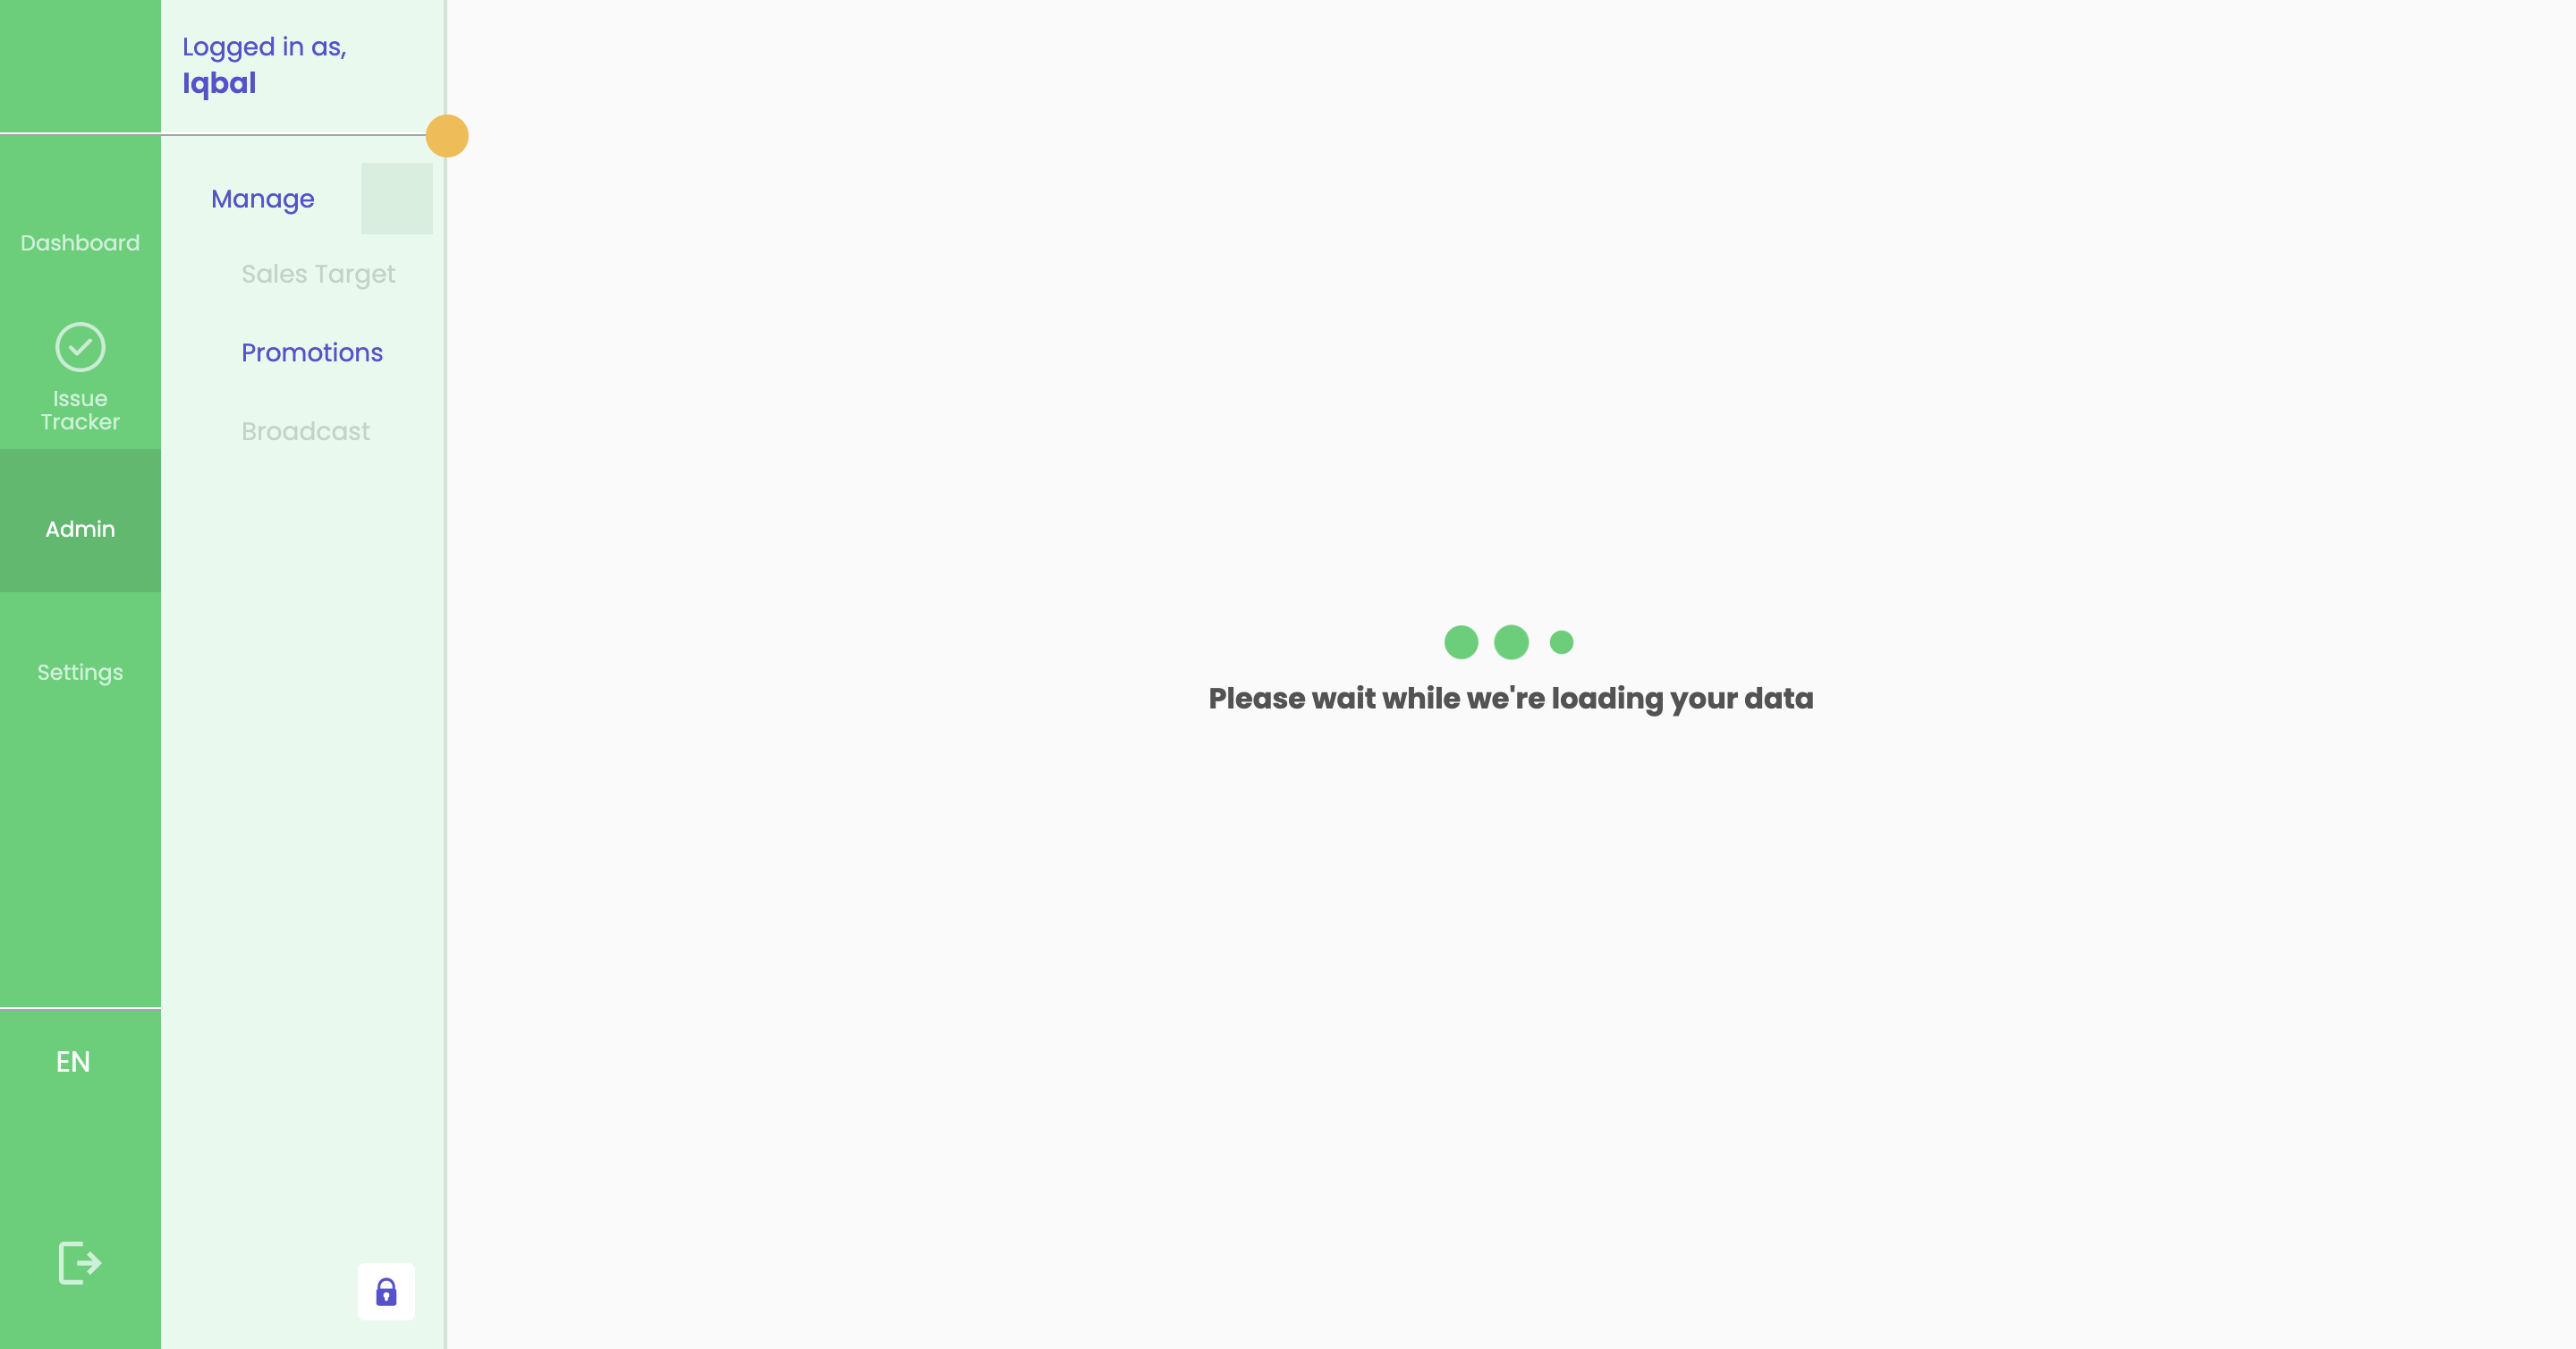 Logged in as,
Iqbal
Dashboard
Issue
Tracker
Admin
Settings
EN
Manage
Sales Target
Promotions
Broadcast
Please wait while we're loading your data